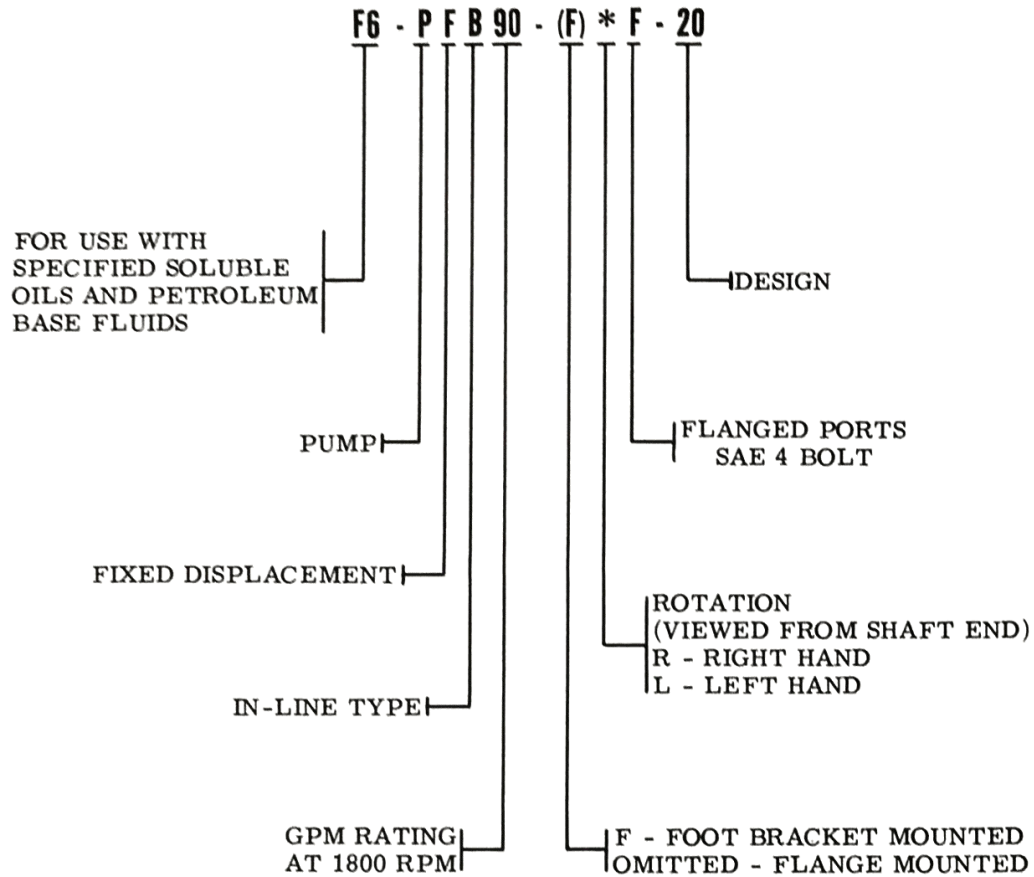 F6 - P F B 90 - (F) * F - 20
FOR USE WITH
SPECIFIED SOLUBLE
OILS AND PETROLEUM
BASE FLUIDS
DESIGN
PUMP
FLANGED PORTS
SAE 4 BOLT
FIXED DISPLACEMENT
ROTATION
(VIEWED FROM SHAFT END)
R - RIGHT HAND
L - LEFT HAND
IN-LINE TYPE
GPM RATING
AT 1800 RPM
F - FOOT BRACKET MOUNTED
OMITTED - FLANGE MOUNTED